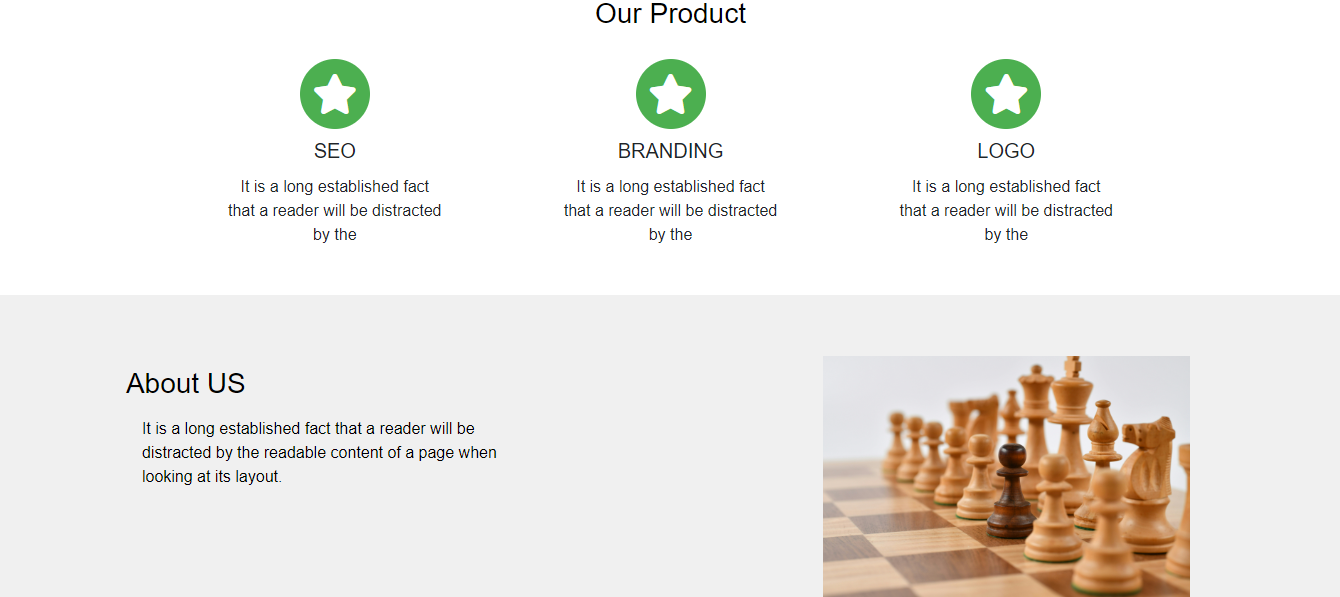 Our Product
SEO
It is a long established fact
that a reader will be distracted
by the
BRANDING
It is a long established fact
that a reader will be distracted
by the
LOGO
It is a long established fact
that a reader will be distracted
by the
About US
It is a long established fact that a reader will be
distracted by the readable content of a page when
looking at its layout.